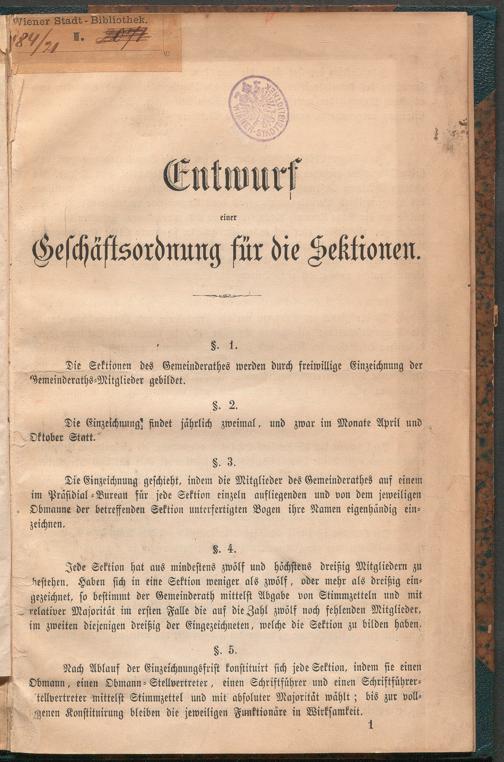 Wiener Stadt-Bibliothek.
84/21 I. 2077
Entwurf
einer
Geschäftsordnung für die Sektionen.
§. 1.
Die Sektionen des Gemeinderathes werden durch freiwillige Einzeichnung der
Gemeinderaths-Mitglieder gebildet.
§. 2.
Die Einzeichnung findet jährlich zweimal, und zwar im Monate April und
Oktober Statt.
§. 3.
Die Einzeichnung geschieht, indem die Mitglieder des Gemeinderathes auf einem
im Präsidial-Bureau für jede Sektion einzeln aufliegenden und von dem jeweiligen
Obmanne der betreffenden Sektion unterfertigten Bogen ihre Namen eigenhändig ein-
zeichnen.
§. 4.
Jede Sektion hat aus mindestens zwölf und höchstens dreißig Mitgliedern zu
bestehen. Haben sich in eine Sektion weniger als zwölf, oder mehr als dreißig ein-
gezeichnet, so bestimmt der Gemeinderath mittelst Abgabe von Stimmzetteln und mit
relativer Majorität im ersten Falle die auf die Zahl zwölf noch fehlenden Mitglieder,
im zweiten diejenigen dreißig der Eingezeichneten, welche die Sektion zu bilden haben.
§. 5.
Nach Ablauf der Einzeichnungsfrist konstituirt sich jede Sektion, indem sie einen
Obmann, einen Obmann-Stellvertreter, einen Schriftführer und einen Schriftführer-
stellvertreter mittelst Stimmzettel und mit absoluter Majorität wählt; bis zur voll-
zogenen Konstituirung bleiben die jeweiligen Funktionäre in Wirksamkeit.
1